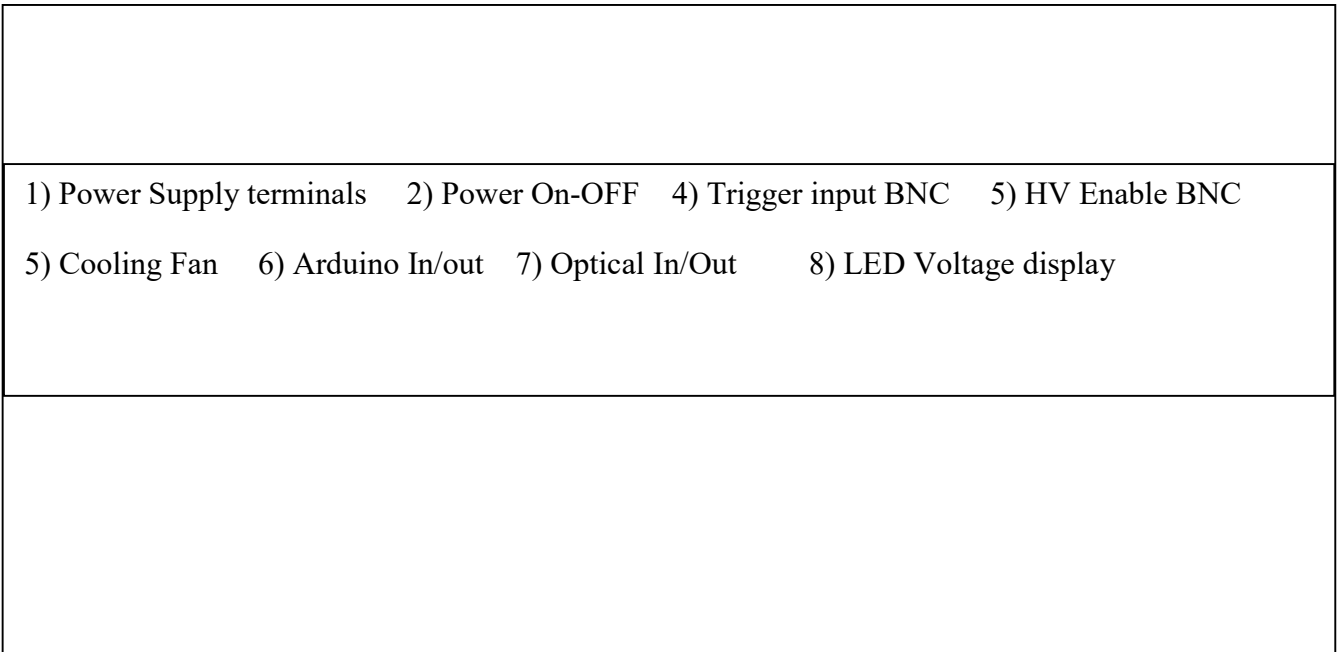 1) Power Supply terminals 2) Power On-OFF 4) Trigger input BNC 5) HV Enable BNC
5) Cooling Fan 6) Arduino In/out 7) Optical In/Out 8) LED Voltage display